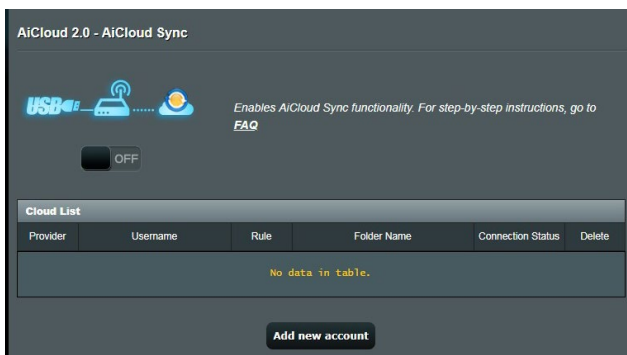 AiCloud 2.0 - AiCloud Sync
USB
Enables AiCloud Sync functionality. For step-by-step instructions, go to
FAQ
OFF
Cloud List
Provider Username Rule Folder Name Connection Status Delete
No data in table.
Add new account